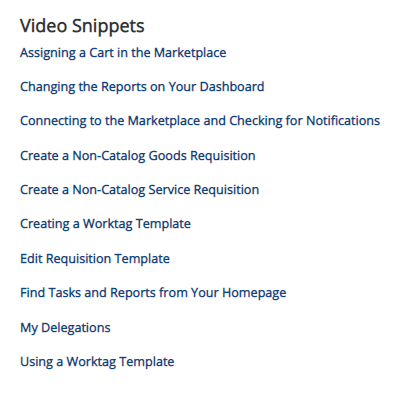 Video Snippets
Assigning a Cart in the Marketplace
Changing the Reports on Your Dashboard
Connecting to the Marketplace and Checking for Notifications
Create a Non-Catalog Goods Requisition
Create a Non-Catalog Service Requisition
Creating a Worktag Template
Edit Requisition Template
Find Tasks and Reports from Your Homepage
My Delegations
Using a Worktag Template